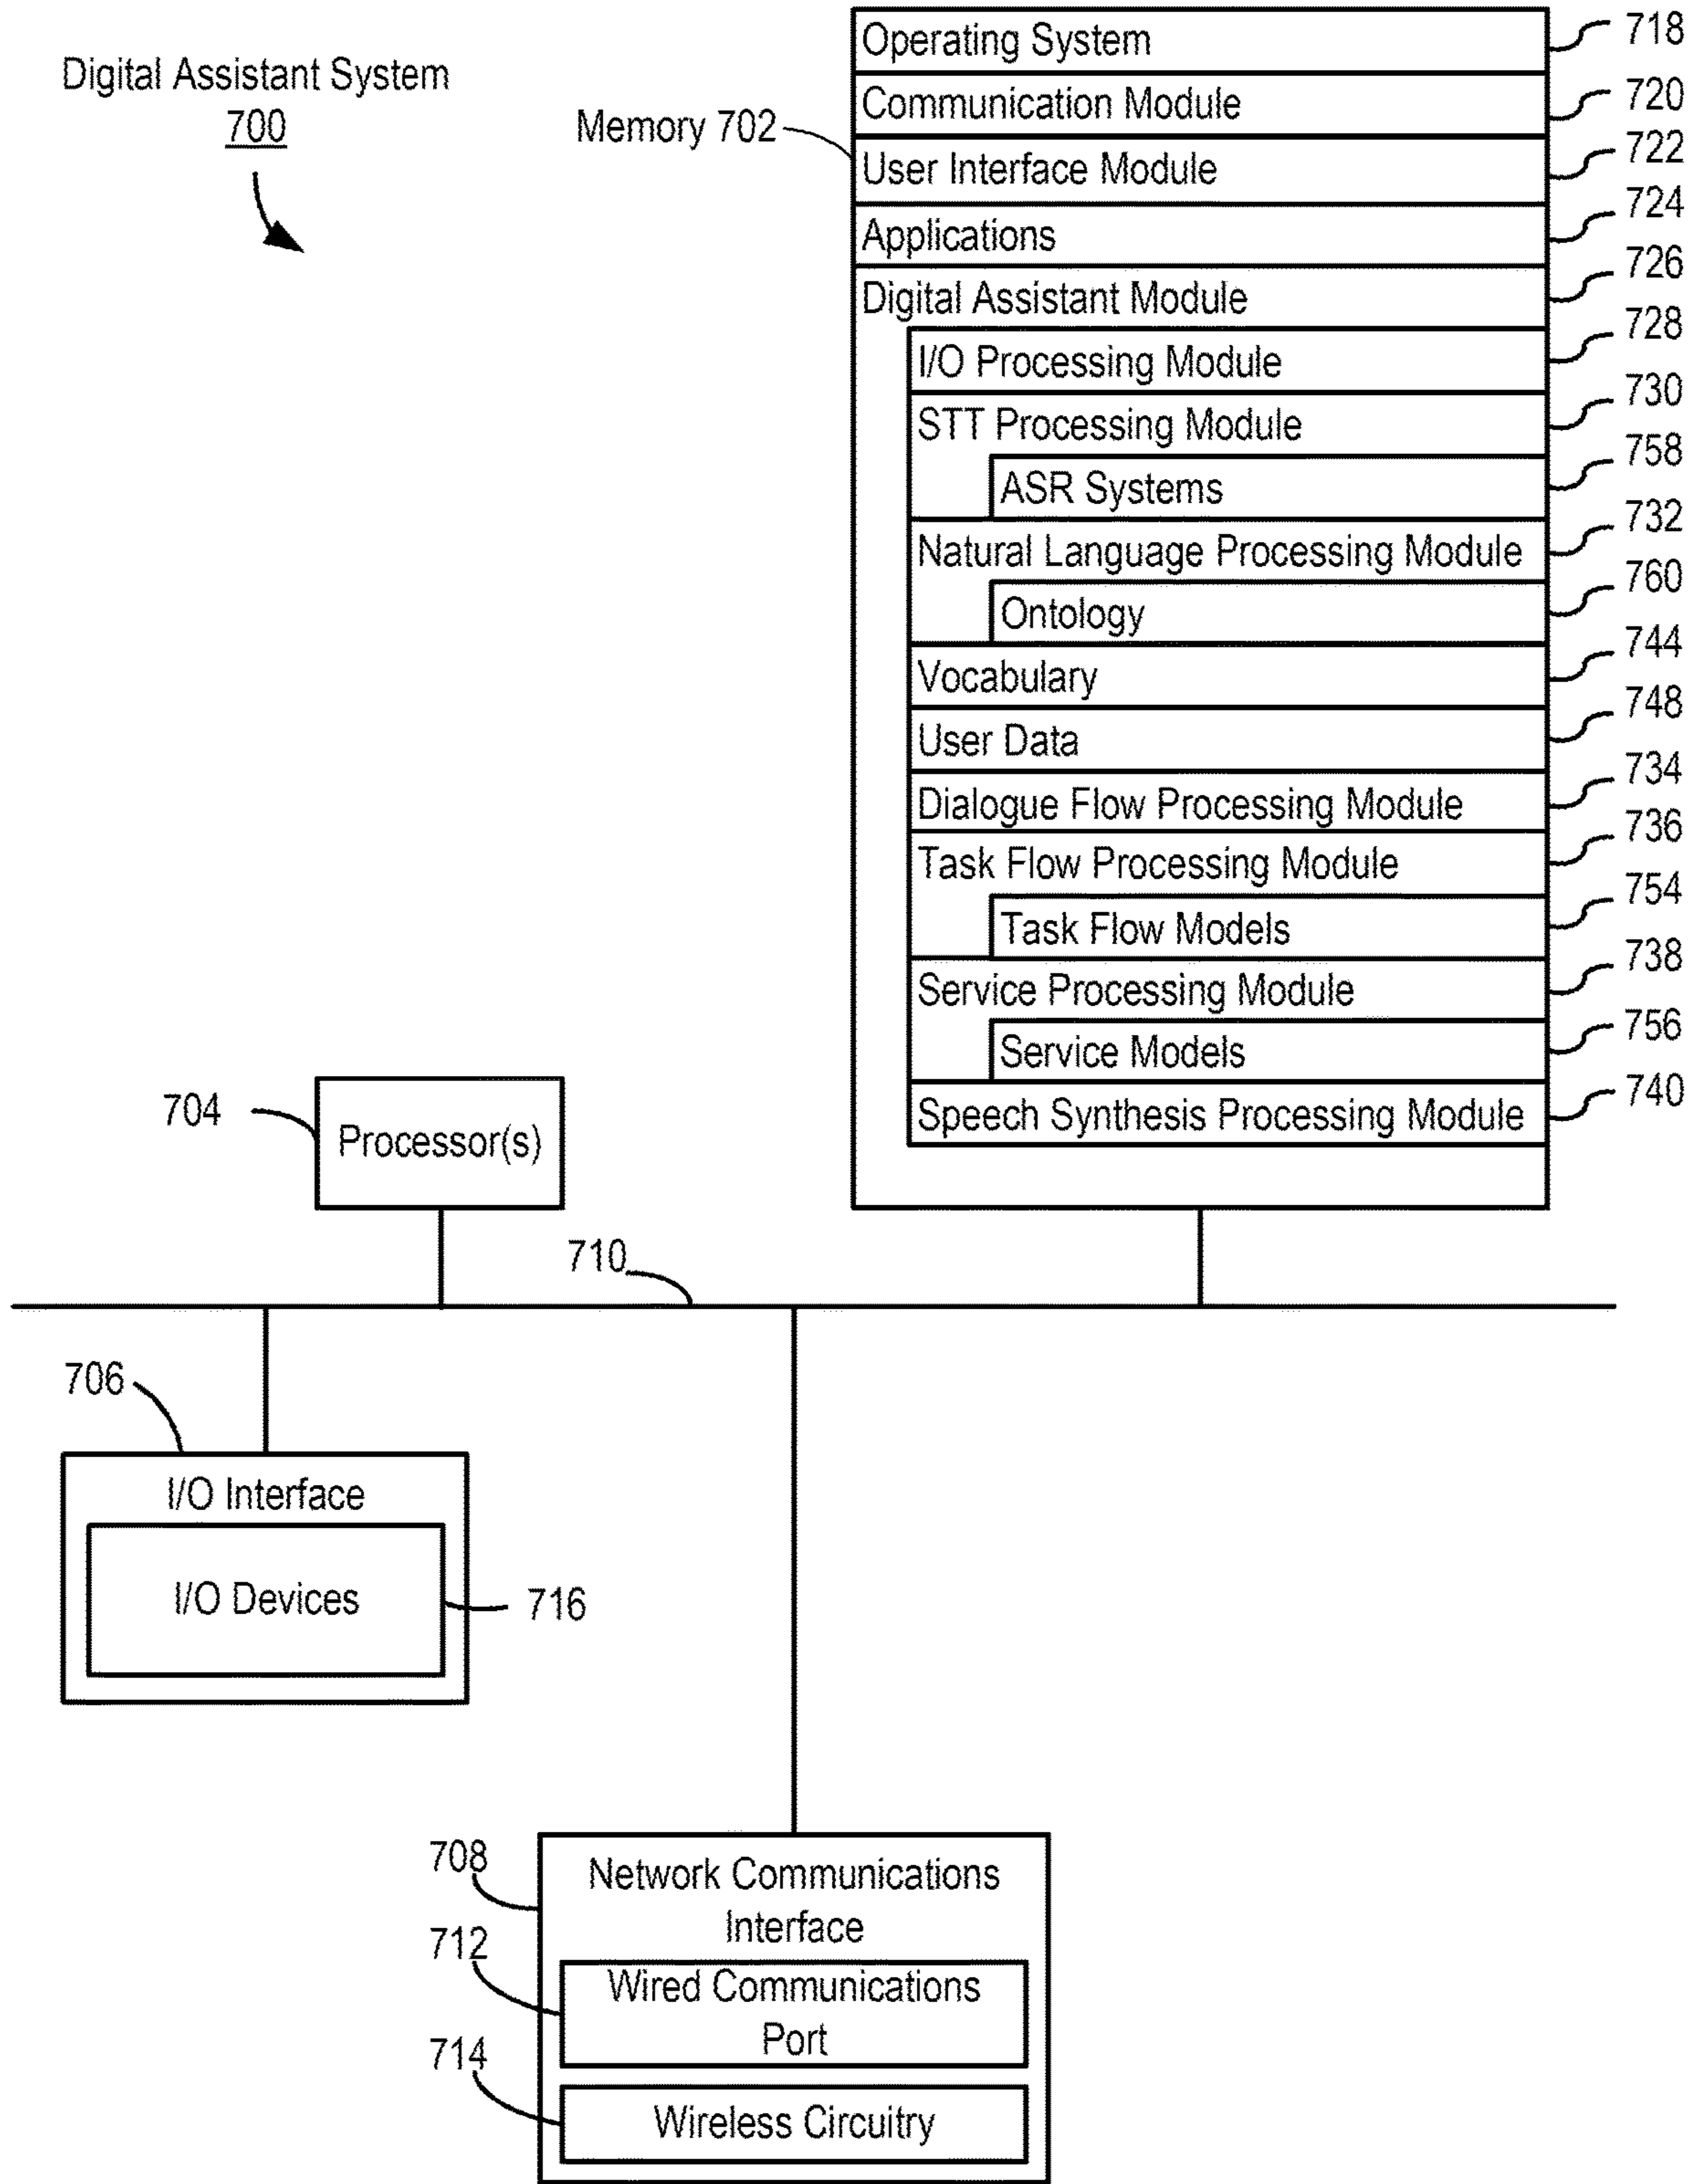 Digital Assistant System
700
Memory 702
Operating System 718
Communication Module 720
User Interface Module 722
Applications 724
Digital Assistant Module 726
I/O Processing Module 728
STT Processing Module 730
ASR Systems 758
Natural Language Processing Module 732
Ontology 760
Vocabulary 744
User Data 748
Dialogue Flow Processing Module 734
Task Flow Processing Module 736
Task Flow Models 754
Service Processing Module 738
Service Models 756
Speech Synthesis Processing Module 740
704
Processor(s)
710
706
I/O Interface
I/O Devices
716
708
Network Communications
Interface
712
Wired Communications
Port
714
Wireless Circuitry